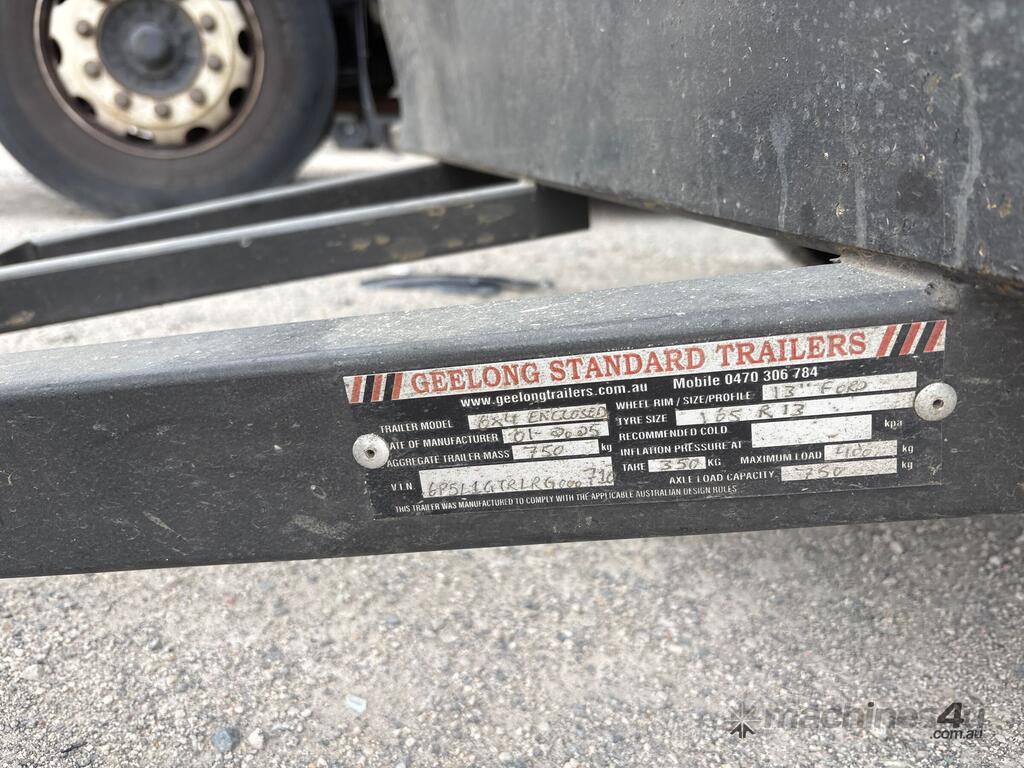 GEELONG STANDARD TRAILERS
www.geelongtrailers.com.au Mobile 0470 306 784
TRAILER MODEL 6x4 ENCLOSED
DATE OF MANUFACTURER 01-2005
AGGREGATE TRAILER MASS 750 kg
V.I.N.
WHEEL RIM / SIZE/PROFILE 13" FORD
TYRE SIZE 165 R 13
RECOMMENDED COLD
INFLATION PRESSURE AT kpa
TARE 350 KG MAXIMUM LOAD 400 kg
AXLE LOAD CAPACITY 750 kg
THIS TRAILER WAS MANUFACTURED TO COMPLY WITH THE APPLICABLE AUSTRALIAN DESIGN RULES
machines4u
.com.au